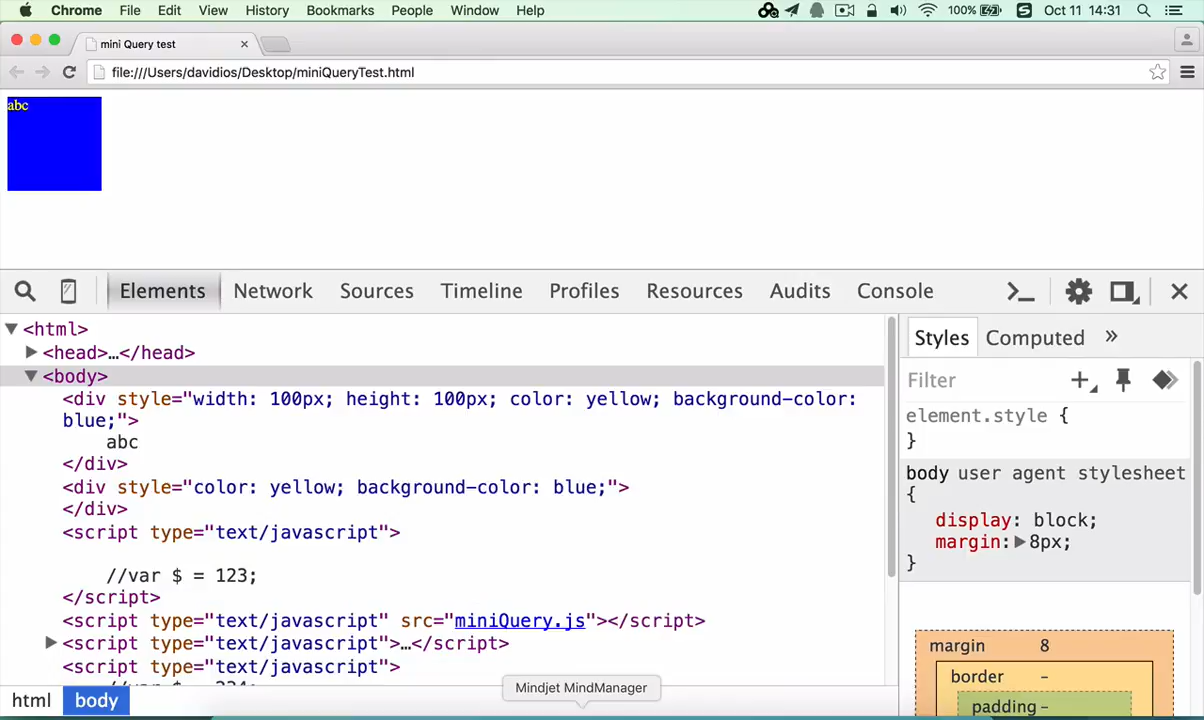 Chrome File Edit View History Bookmarks People Window Help 100% Oct 11 14:31
mini Query test
file:///Users/davidios/Desktop/miniQueryTest.html
abc
Elements Network Sources Timeline Profiles Resources Audits Console
<html>
<head>…</head>
<body>
<div style="width: 100px; height: 100px; color: yellow; background-color:
blue;">
abc
</div>
<div style="color: yellow; background-color: blue;">
</div>
<script type="text/javascript">
//var $ = 123;
</script>
<script type="text/javascript" src="miniQuery.js"></script>
<script type="text/javascript">…</script>
<script type="text/javascript">
//var $ = 234;
html body
Styles Computed »
Filter
element.style {
}
body user agent stylesheet
{
display: block;
margin: 8px;
}
margin 8
border -
padding -
Mindjet MindManager